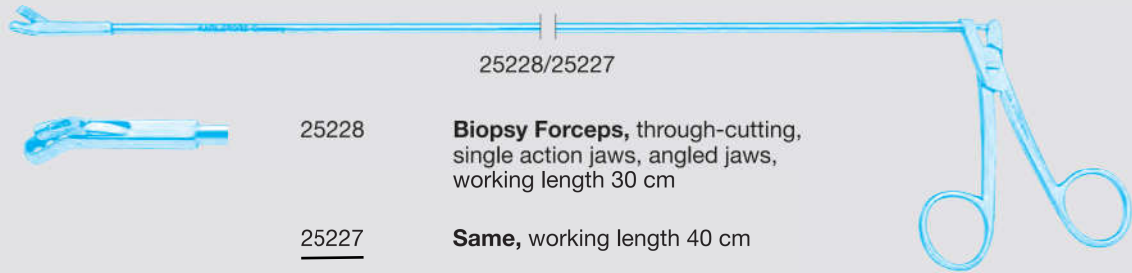 25228/25227
25228 Biopsy Forceps, through-cutting,
single action jaws, angled jaws,
working length 30 cm
25227 Same, working length 40 cm